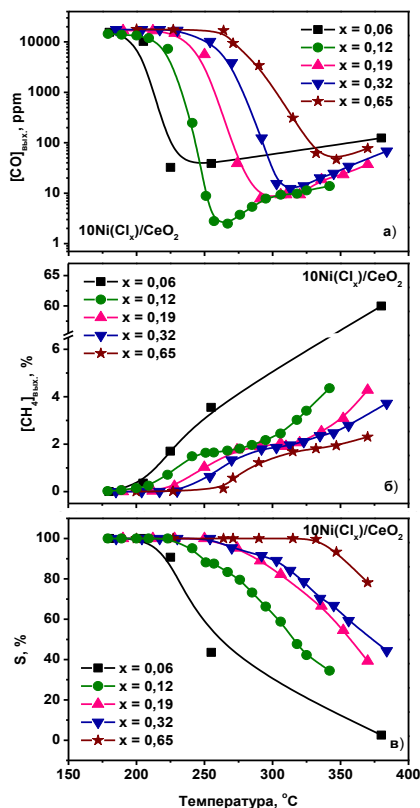 10000
1000
100
10
1
[CO]вых., ppm
x = 0,06
x = 0,12
x = 0,19
x = 0,32
x = 0,65
10Ni(Clₓ)/CeO₂
а)
60
6
4
2
0
[CH₄]вых., %
10Ni(Clₓ)/CeO₂
x = 0,06
x = 0,12
x = 0,19
x = 0,32
x = 0,65
б)
100
80
60
40
20
0
S, %
10Ni(Clₓ)/CeO₂
x = 0,06
x = 0,12
x = 0,19
x = 0,32
x = 0,65
в)
150 200 250 300 350 400
Температура, °C